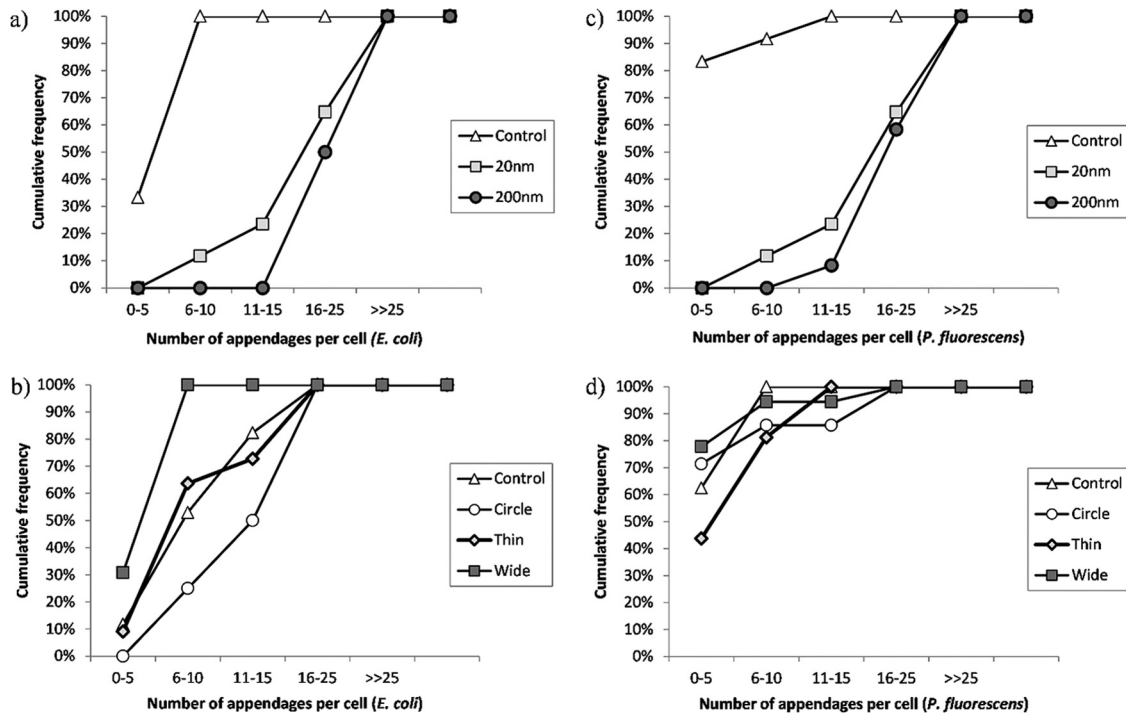 a)
100%
90%
80%
70%
60%
50%
40%
30%
20%
10%
0%
Cumulative frequency
Control
20nm
200nm
0-5 6-10 11-15 16-25 >>25
Number of appendages per cell (E. coli)
c)
100%
90%
80%
70%
60%
50%
40%
30%
20%
10%
0%
Cumulative frequency
Control
20nm
200nm
0-5 6-10 11-15 16-25 >>25
Number of appendages per cell (P. fluorescens)
b)
100%
90%
80%
70%
60%
50%
40%
30%
20%
10%
0%
Cumulative frequency
Control
Circle
Thin
Wide
0-5 6-10 11-15 16-25 >>25
Number of appendages per cell (E. coli)
d)
100%
90%
80%
70%
60%
50%
40%
30%
20%
10%
0%
Cumulative frequency
Control
Circle
Thin
Wide
0-5 6-10 11-15 16-25 >>25
Number of appendages per cell (P. fluorescens)